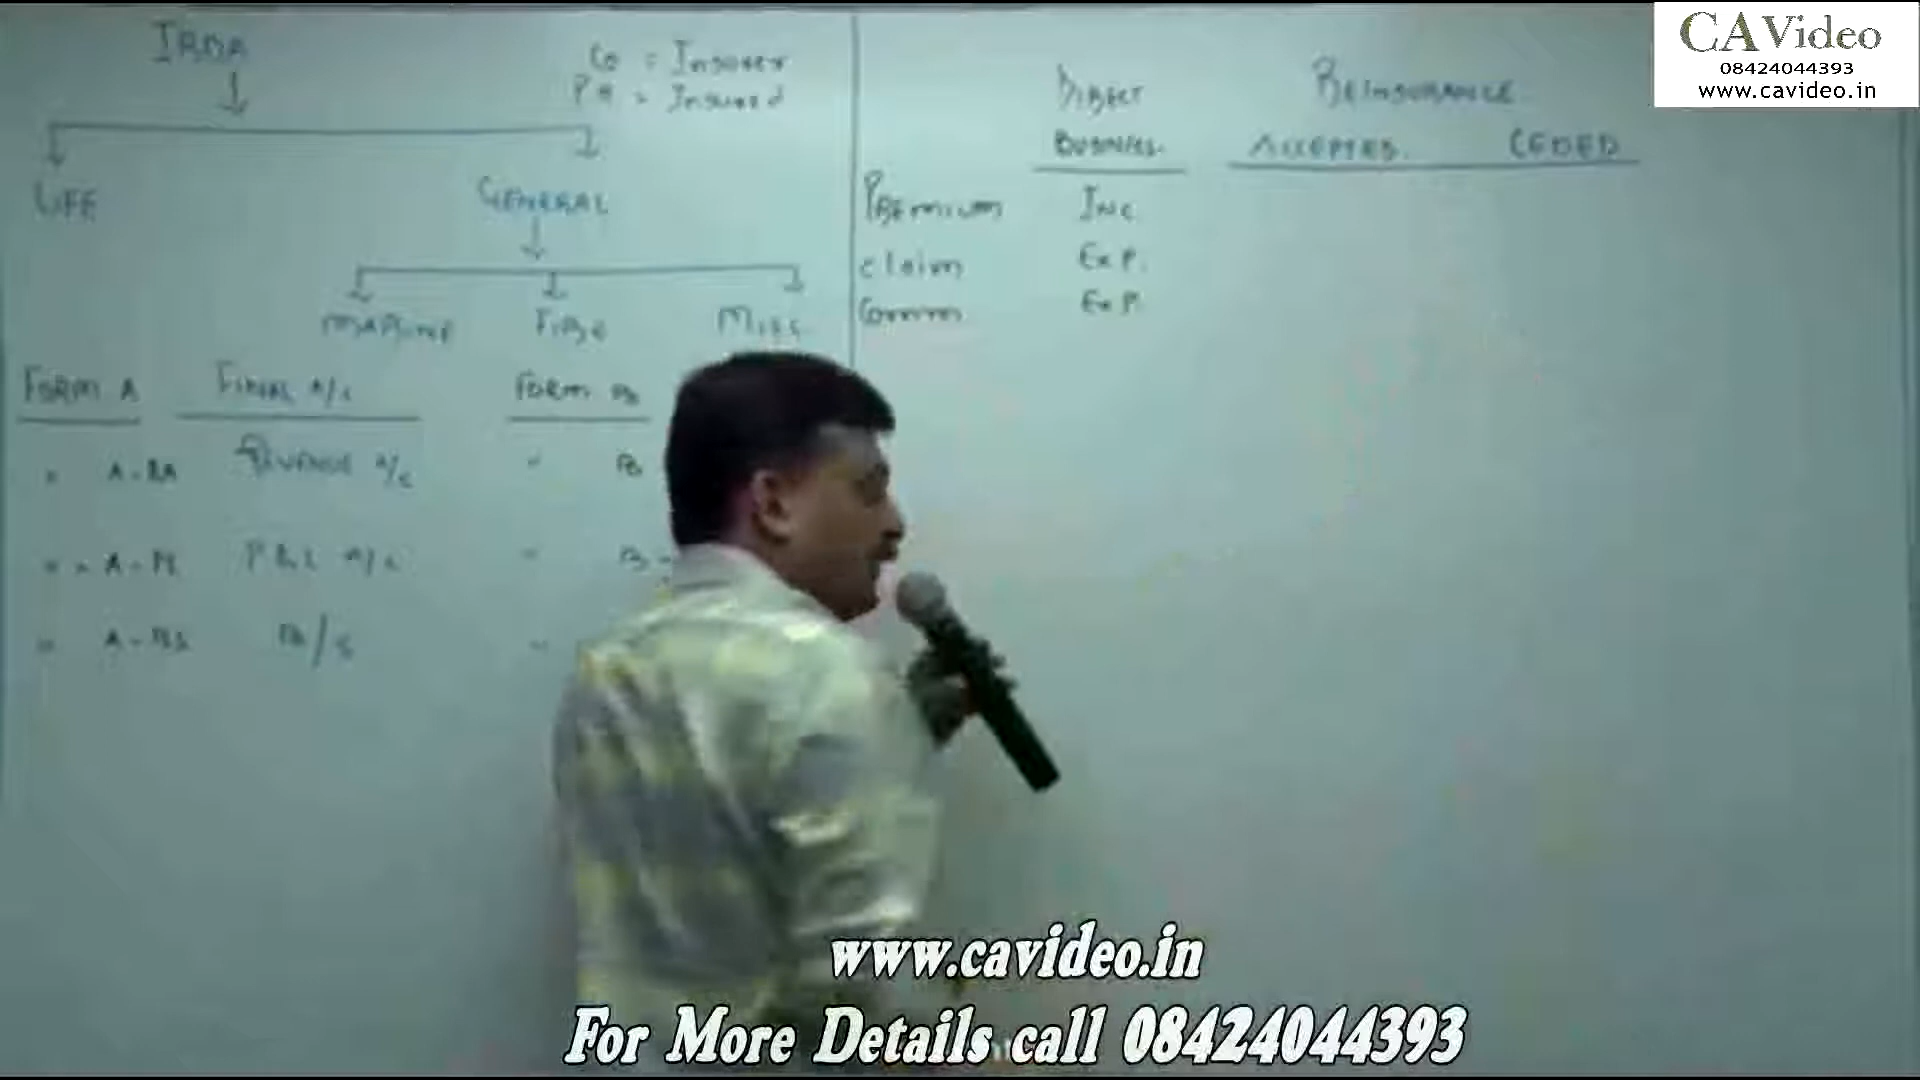 IRDA
Co = Insurer
PH = Insured
LIFE
GENERAL
MARINE FIRE MISC
FORM A FINAL A/c FORM B
" A-RA REVENUE A/c " B
" " A-PL P & L A/c " B-
" A-BS B/S "
DIRECT REINSURANCE
BUSINESS. ACCEPTED. CEDED
PREMIUM INC
claim EXP.
Comm EXP.
CAVideo
08424044393
www.cavideo.in
www.cavideo.in
For More Details call 08424044393